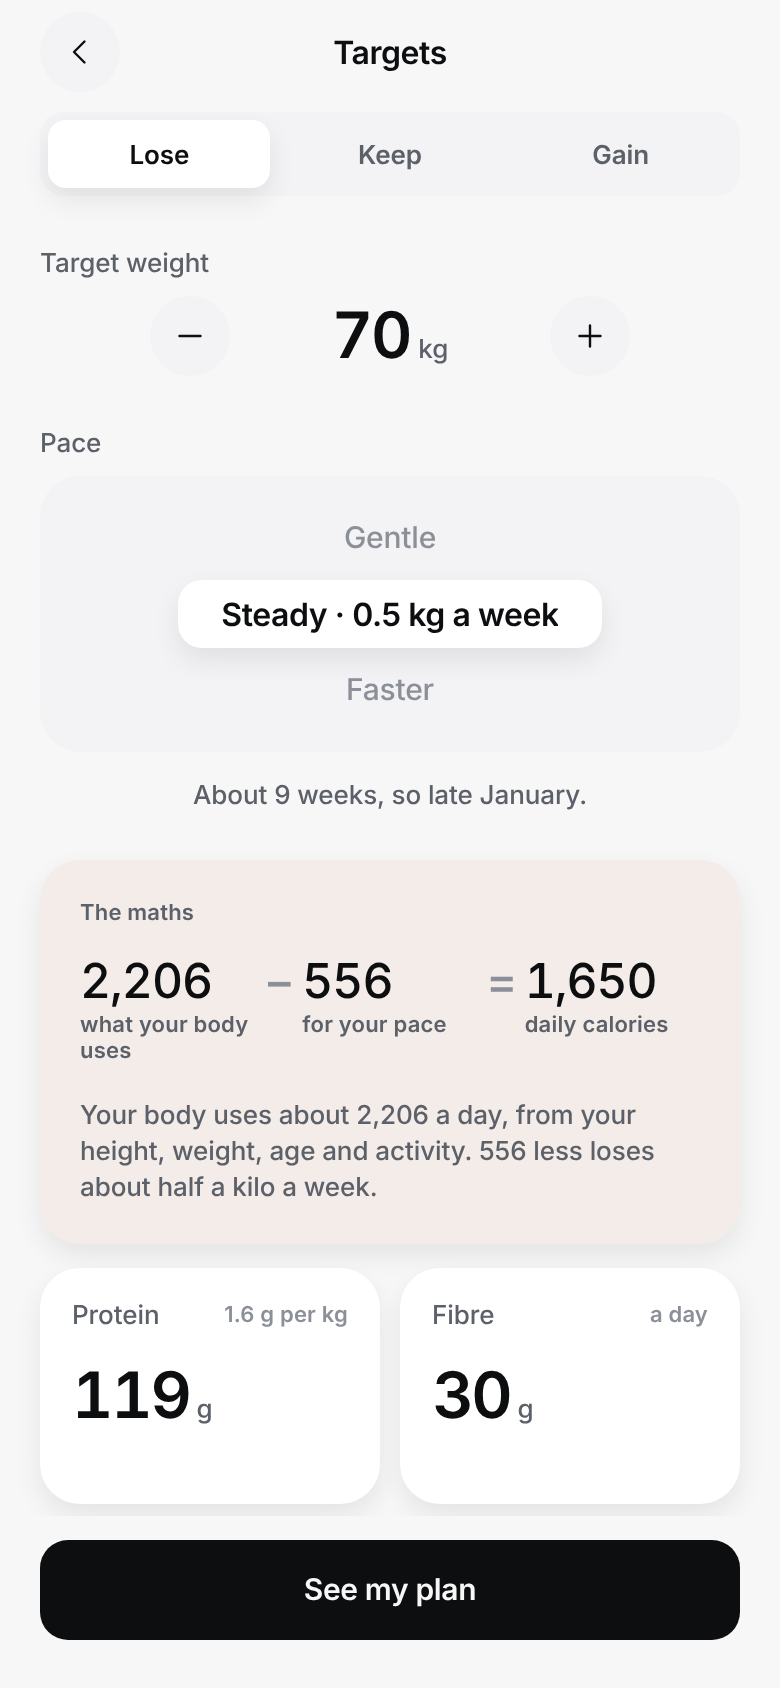 Targets
Lose
Keep
Gain
Target weight
− 70 kg +
Pace
Gentle
Steady · 0.5 kg a week
Faster
About 9 weeks, so late January.
The maths
2,206 – 556 = 1,650
what your body uses
for your pace
daily calories
Your body uses about 2,206 a day, from your
height, weight, age and activity. 556 less loses
about half a kilo a week.
Protein 1.6 g per kg
119 g
Fibre a day
30 g
See my plan